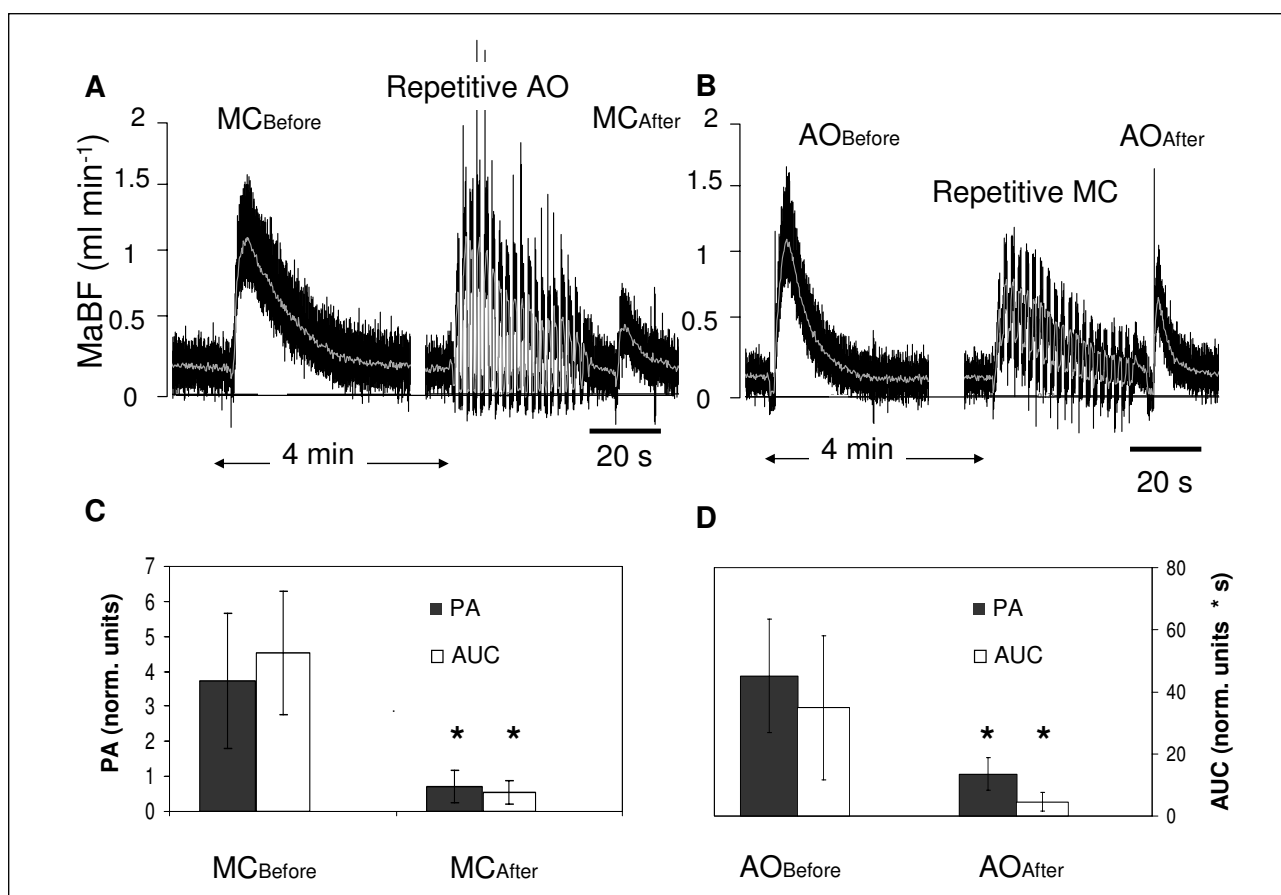 A
Repetitive AO
MCBefore
MCAfter
2
1.5
1
0.5
0
MaBF (ml min-1)
4 min
20 s
B
AOBefore
AOAfter
Repetitive MC
2
1.5
1
0.5
0
4 min
20 s
C
7
6
5
4
3
2
1
0
PA (norm. units)
PA
AUC
* *
MCBefore
MCAfter
D
80
60
40
20
0
AUC (norm. units * s)
PA
AUC
* *
AOBefore
AOAfter